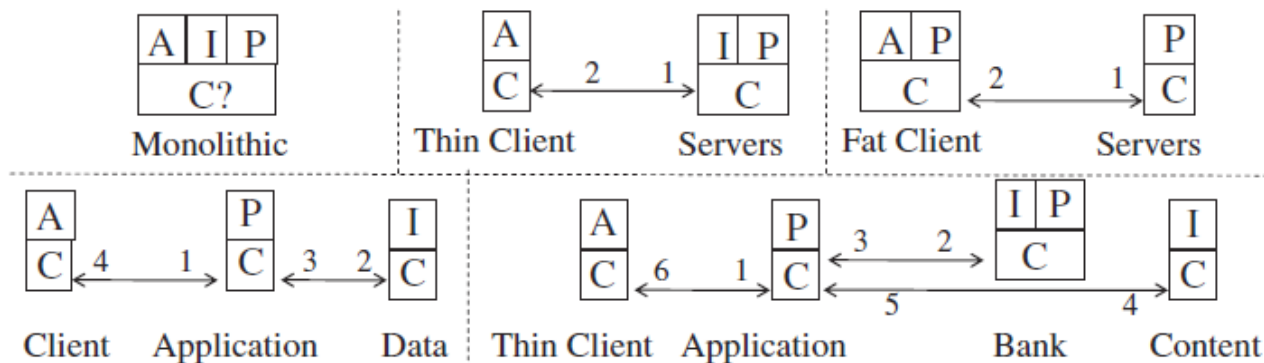 A I P
C?
Monolithic
A
C
2 1
I P
C
Thin Client Servers
A P
C
2 1
P
C
Fat Client Servers
A
C
4 1
P
C
3 2
I
C
Client Application Data
A
C
6 1
P
C
3 2
I P
C
5 4
I
C
Thin Client Application Bank Content